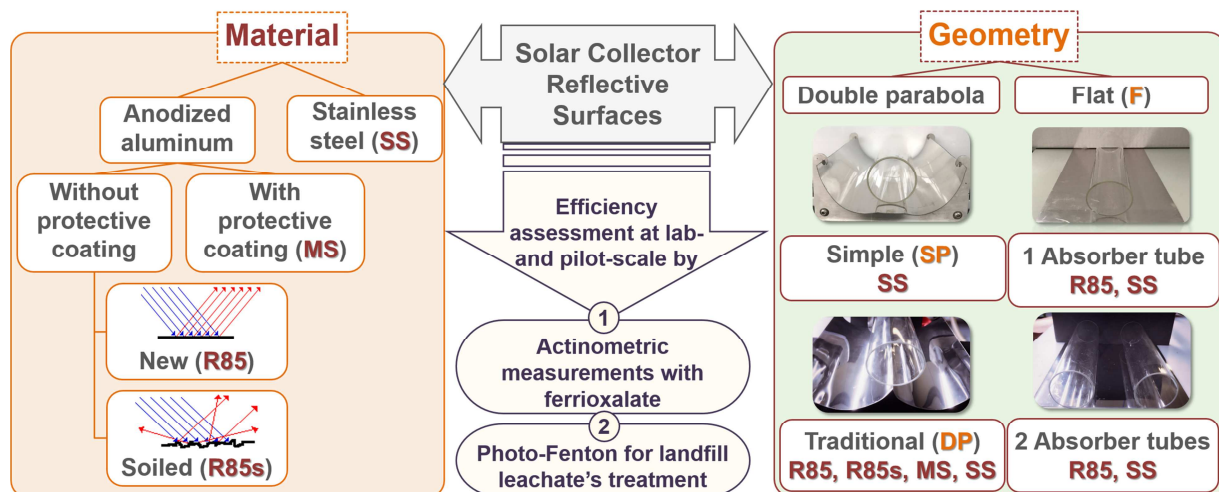 Material
Anodized
aluminum
Stainless
steel (SS)
Without
protective
coating
With
protective
coating (MS)
New (R85)
Soiled (R85s)
Solar Collector
Reflective
Surfaces
Efficiency
assessment at lab-
and pilot-scale by
1
Actinometric
measurements with
ferrioxalate
2
Photo-Fenton for landfill
leachate's treatment
Geometry
Double parabola
Flat (F)
Simple (SP)
SS
1 Absorber tube
R85, SS
Traditional (DP)
R85, R85s, MS, SS
2 Absorber tubes
R85, SS